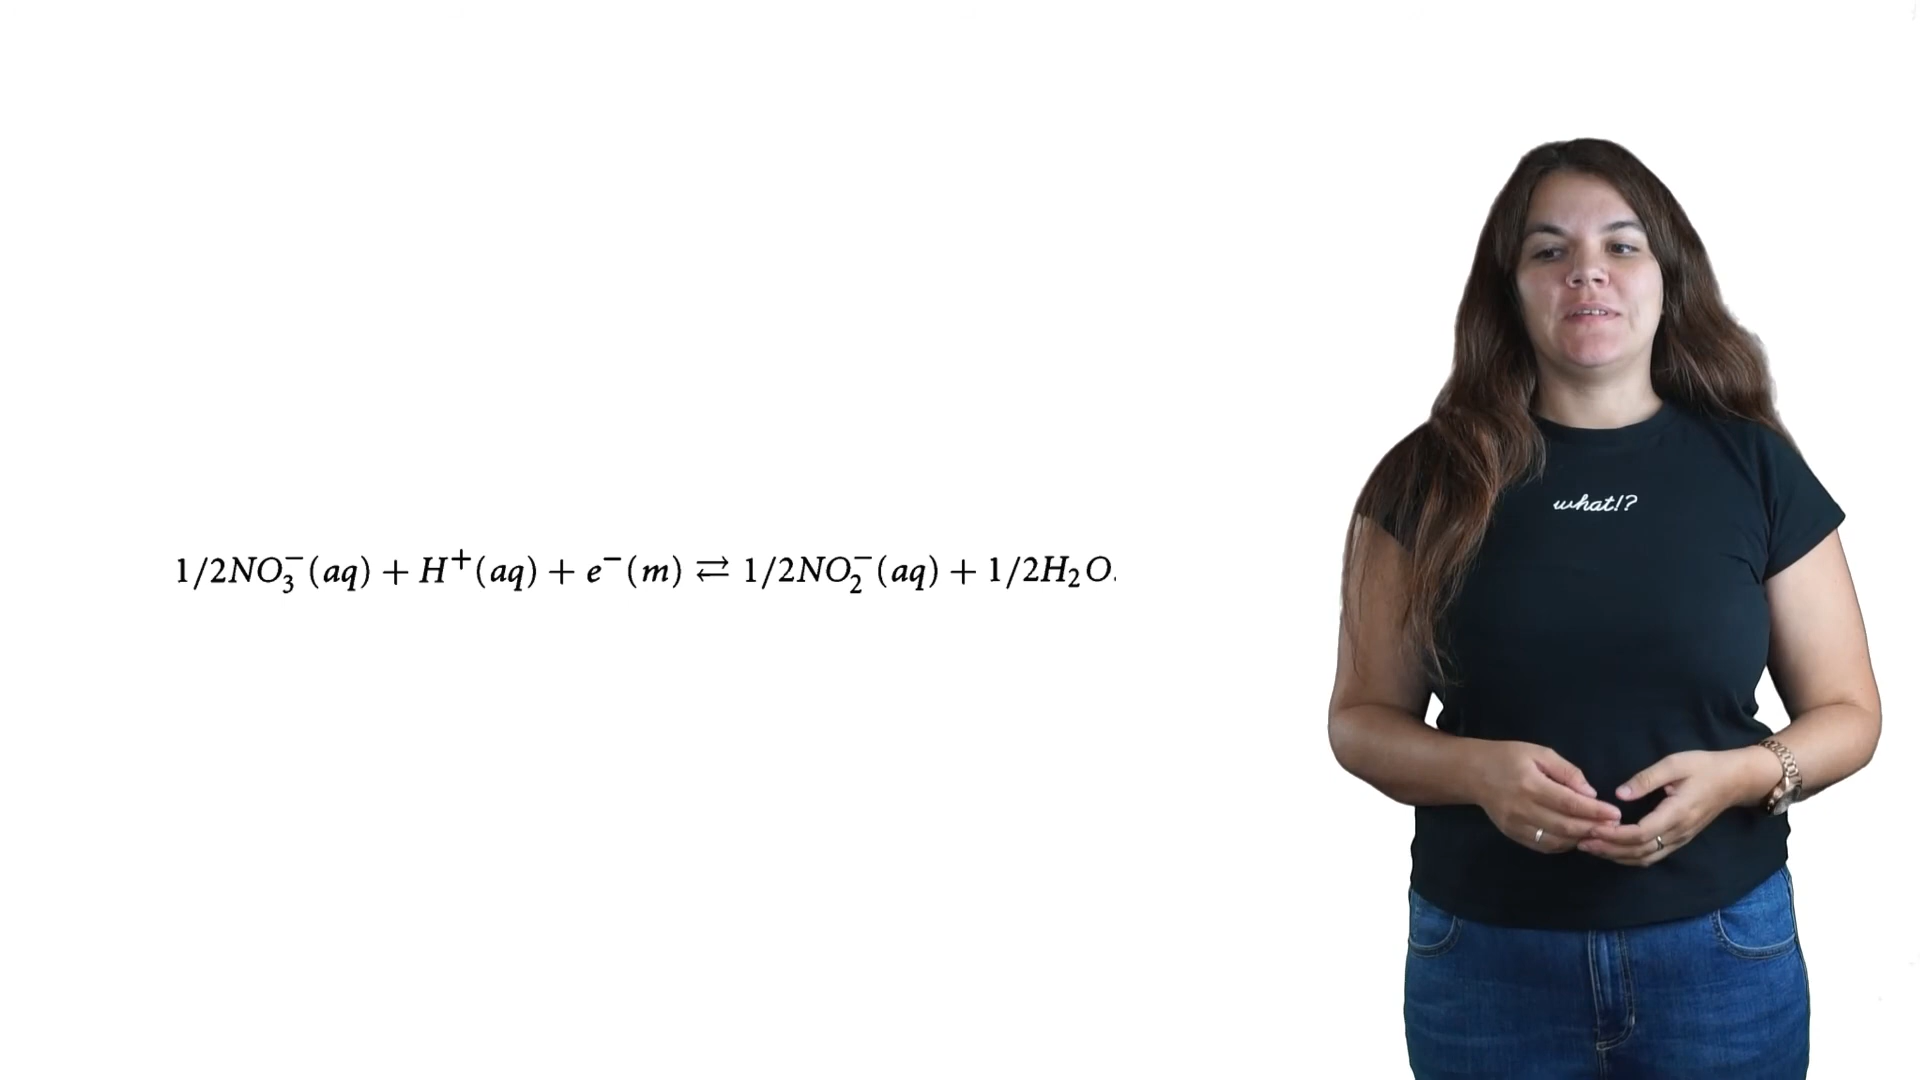 1/2NO₃⁻(aq) + H⁺(aq) + e⁻(m) ⇄ 1/2NO₂⁻(aq) + 1/2H₂O.
what!?